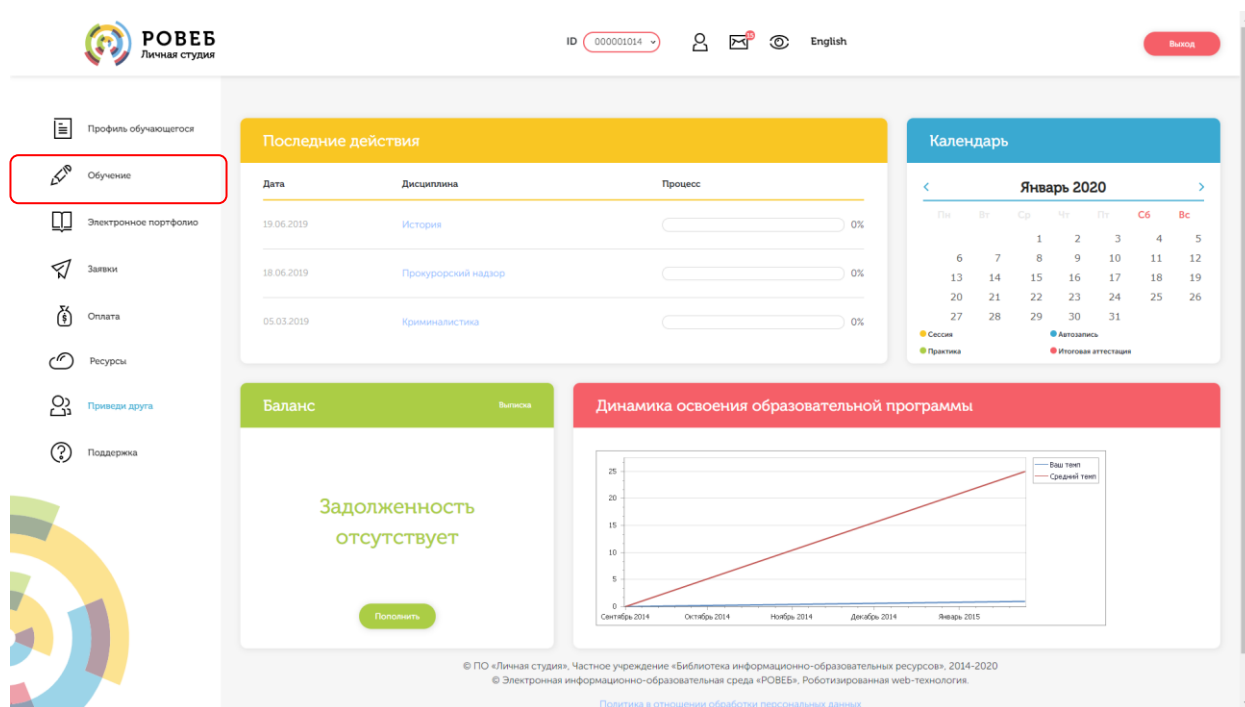 РОВЕБ
Личная студия
ID 000001014
15
English
Выход
Профиль обучающегося
Обучение
Электронное портфолио
Заявки
Оплата
Ресурсы
Приведи друга
Поддержка
Последние действия
Дата Дисциплина Процесс
19.06.2019 История 0%
18.06.2019 Прокурорский надзор 0%
05.03.2019 Криминалистика 0%
Календарь
< Январь 2020 >
Пн Вт Ср Чт Пт Сб Вс
1 2 3 4 5
6 7 8 9 10 11 12
13 14 15 16 17 18 19
20 21 22 23 24 25 26
27 28 29 30 31
Сессия Автозапись
Практика Итоговая аттестация
Баланс Выписка
Задолженность
отсутствует
Пополнить
Динамика освоения образовательной программы
25
20
15
10
5
0
Сентябрь 2014 Октябрь 2014 Ноябрь 2014 Декабрь 2014 Январь 2015
Ваш темп
Средний темп
© ПО «Личная студия», Частное учреждение «Библиотека информационно-образовательных ресурсов», 2014-2020
© Электронная информационно-образовательная среда «РОВЕБ», Роботизированная web-технология.
Политика в отношении обработки персональных данных